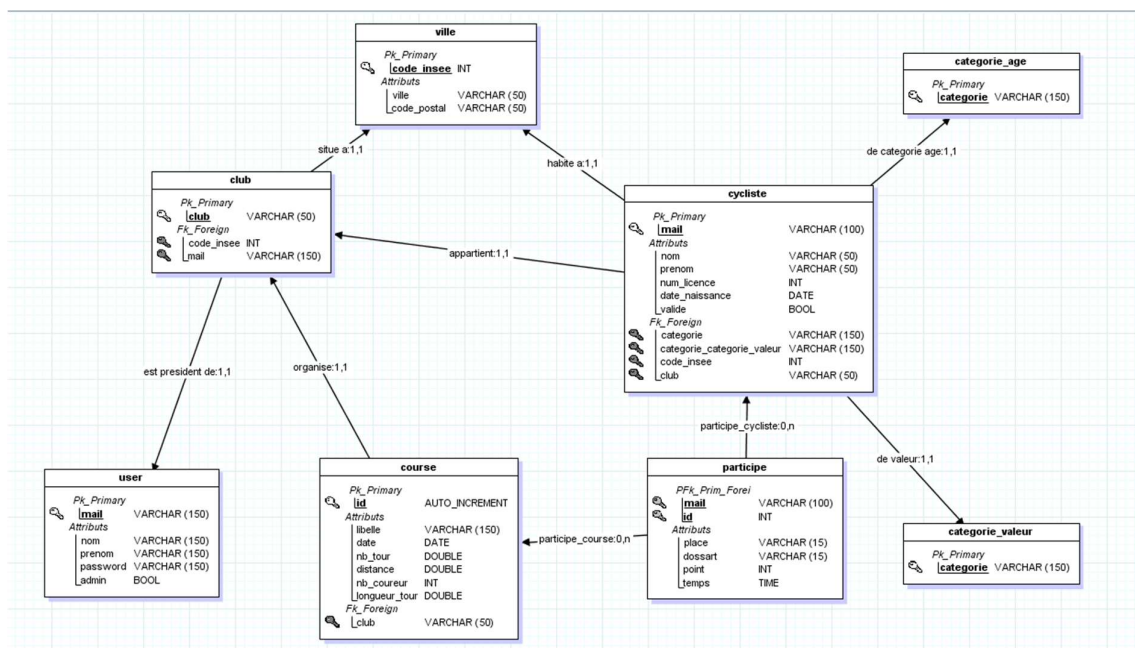 ville
Pk_Primary
code_insee INT
Attributs
ville VARCHAR (50)
code_postal VARCHAR (50)
categorie_age
Pk_Primary
categorie VARCHAR (150)
situe a:1,1
habite a:1,1
de categorie age:1,1
club
Pk_Primary
club VARCHAR (50)
Fk_Foreign
code_insee INT
mail VARCHAR (150)
cycliste
Pk_Primary
mail VARCHAR (100)
Attributs
nom VARCHAR (50)
prenom VARCHAR (50)
num_licence INT
date_naissance DATE
valide BOOL
Fk_Foreign
categorie VARCHAR (150)
categorie_categorie_valeur VARCHAR (150)
code_insee INT
club VARCHAR (50)
appartient:1,1
est president de:1,1
organise:1,1
participe_cycliste:0,n
de valeur:1,1
user
Pk_Primary
mail VARCHAR (150)
Attributs
nom VARCHAR (150)
prenom VARCHAR (150)
password VARCHAR (150)
admin BOOL
course
Pk_Primary
id AUTO_INCREMENT
Attributs
libelle VARCHAR (150)
date DATE
nb_tour DOUBLE
distance DOUBLE
nb_coureur INT
longueur_tour DOUBLE
Fk_Foreign
club VARCHAR (50)
participe_course:0,n
participe
PFk_Prim_Forei
mail VARCHAR (100)
id INT
Attributs
place VARCHAR (15)
dossart VARCHAR (15)
point INT
temps TIME
categorie_valeur
Pk_Primary
categorie VARCHAR (150)